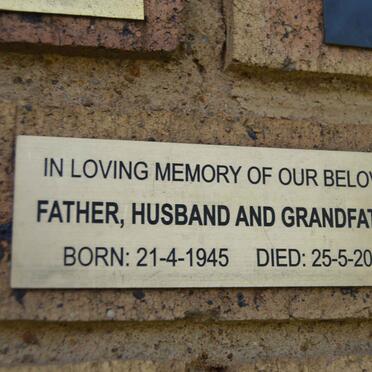 IN LOVING MEMORY OF OUR BELOV
FATHER, HUSBAND AND GRANDFAT
BORN: 21-4-1945 DIED: 25-5-20